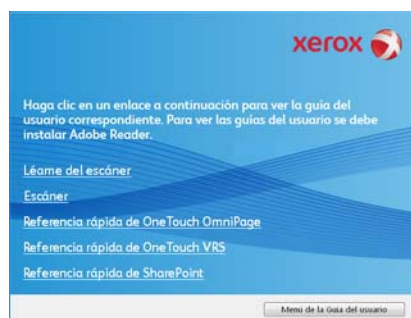 xerox
Haga clic en un enlace a continuación para ver la guía del
usuario correspondiente. Para ver las guías del usuario se debe
instalar Adobe Reader.
Léame del escáner
Escáner
Referencia rápida de OneTouch OmniPage
Referencia rápida de OneTouch VRS
Referencia rápida de SharePoint
Menú de la Guía del usuario